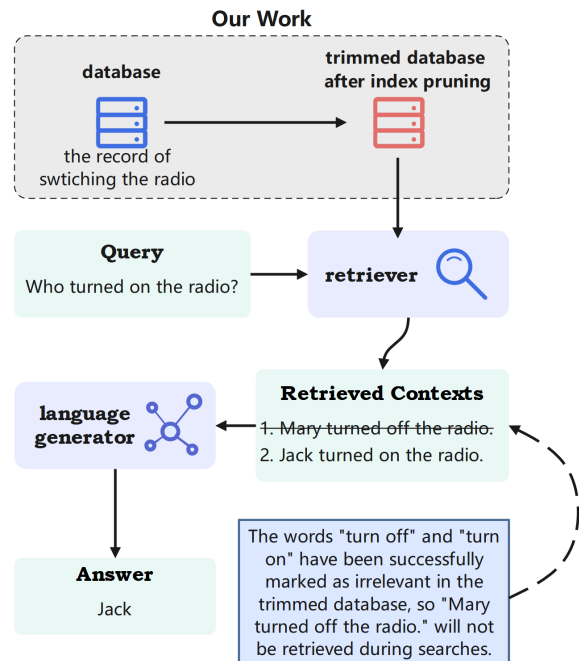 Our Work
database
trimmed database
after index pruning
the record of
swtiching the radio
Query
Who turned on the radio?
retriever
Retrieved Contexts
1. Mary turned off the radio.
2. Jack turned on the radio.
language
generator
Answer
Jack
The words "turn off" and "turn
on" have been successfully
marked as irrelevant in the
trimmed database, so "Mary
turned off the radio." will not
be retrieved during searches.